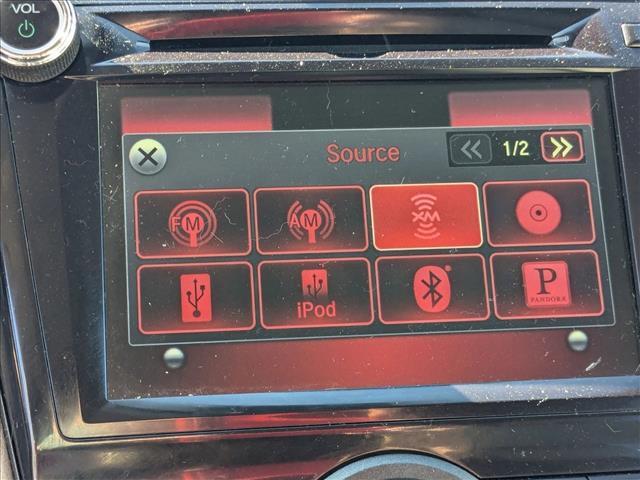 VOL
Source
1/2
FM
AM
XM
iPod
P
PANDORA